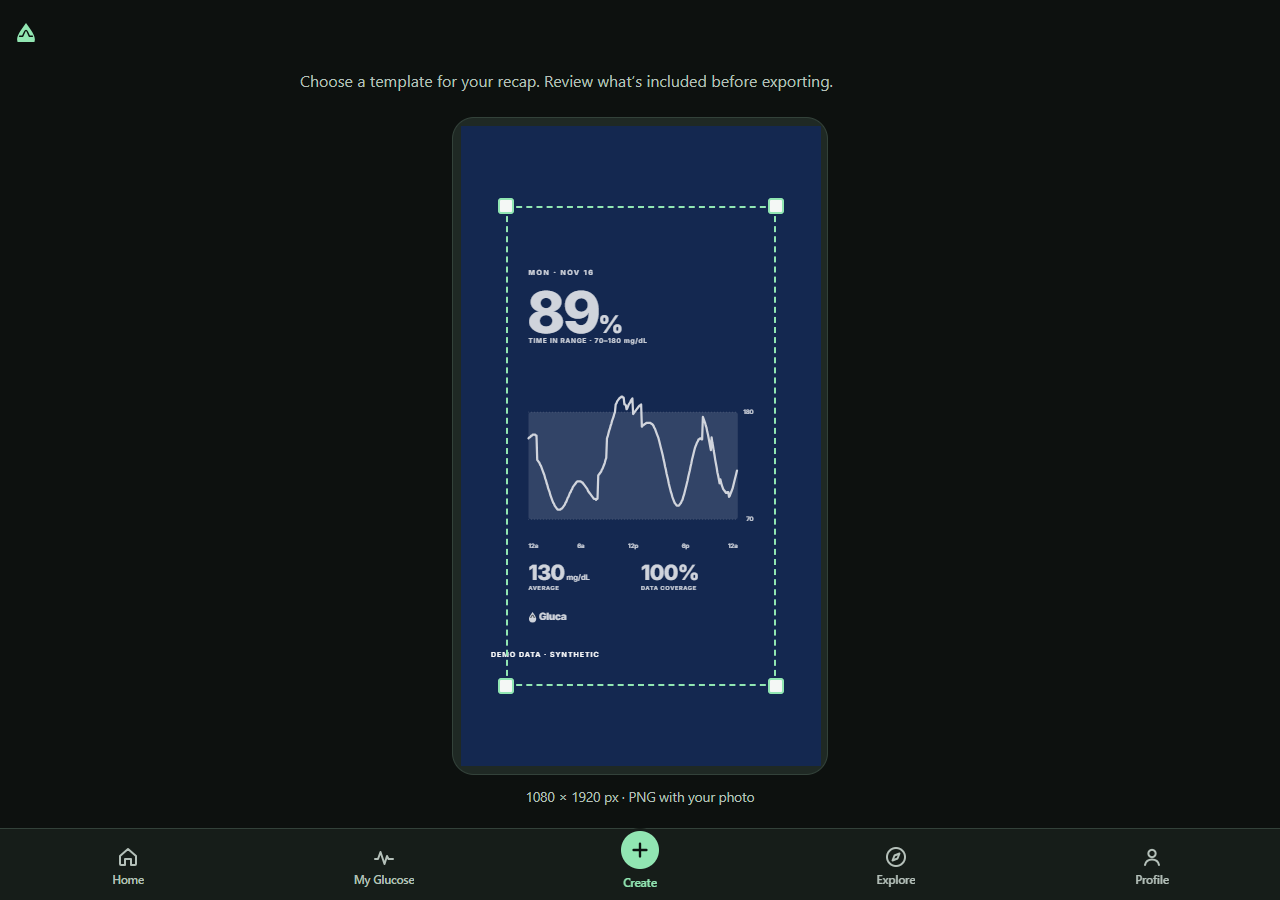 Choose a template for your recap. Review what's included before exporting.
MON · NOV 16
89%
TIME IN RANGE · 70–180 mg/dL
180
70
12a 6a 12p 6p 12a
130 mg/dL 100%
AVERAGE DATA COVERAGE
Gluca
DEMO DATA · SYNTHETIC
1080 × 1920 px · PNG with your photo
Home My Glucose Create Explore Profile